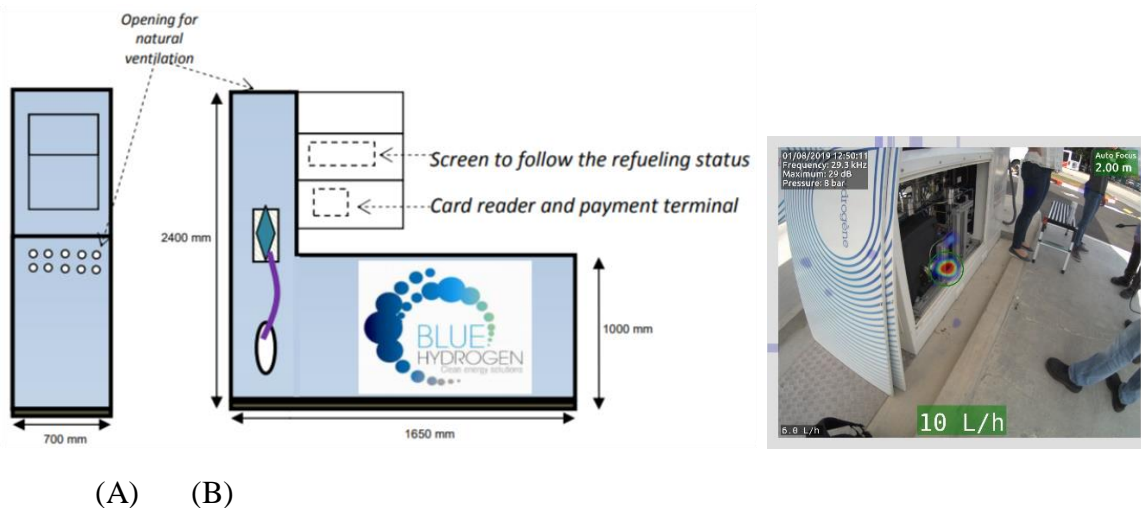 Opening for
natural
ventilation
Screen to follow the refueling status
Card reader and payment terminal
2400 mm
1000 mm
BLUE
HYDROGEN
Clean energy solutions
700 mm
1650 mm
01/08/2019 12:50:11
Frequency: 29.3 kHz
Maximum: 29 dB
Pressure: 8 bar
Auto Focus
2.00 m
hydrogène
10 L/h
6.0 L/h
(A) (B)